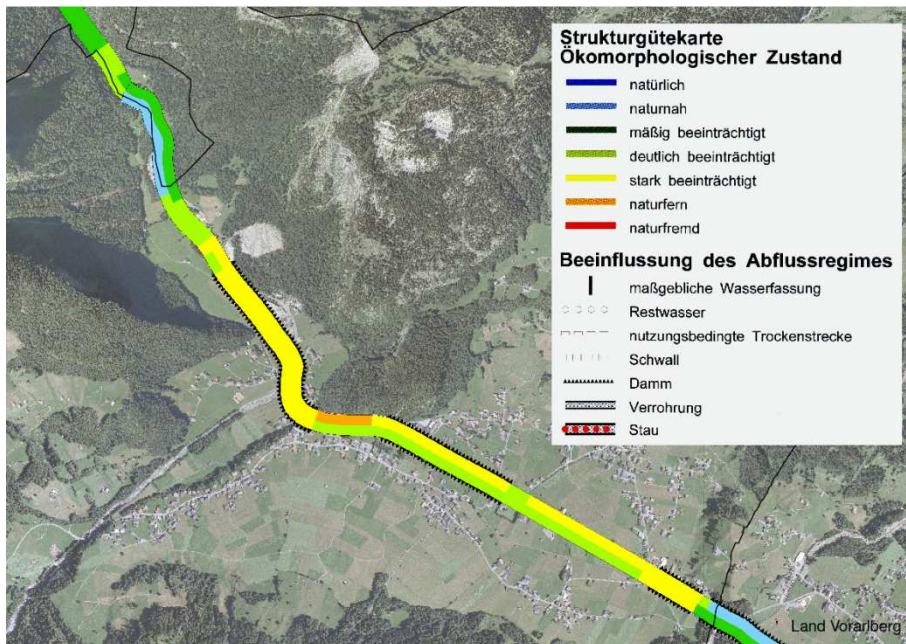 Strukturgütekarte
Ökomorphologischer Zustand
natürlich
naturnah
mäßig beeinträchtigt
deutlich beeinträchtigt
stark beeinträchtigt
naturfern
naturfremd
Beeinflussung des Abflussregimes
maßgebliche Wasserfassung
Restwasser
nutzungsbedingte Trockenstrecke
Schwall
Damm
Verrohrung
Stau
Land Vorarlberg